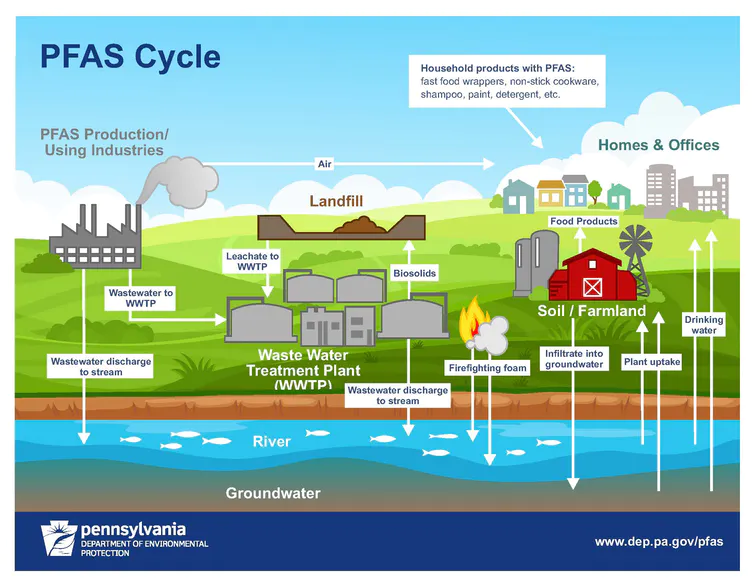 PFAS Cycle
Household products with PFAS:
fast food wrappers, non-stick cookware,
shampoo, paint, detergent, etc.
PFAS Production/
Using Industries
Air
Homes & Offices
Landfill
Food Products
Leachate to
WWTP
Biosolids
Wastewater to
WWTP
Soil / Farmland
Drinking
water
Waste Water
Treatment Plant
(WWTP)
Wastewater discharge
to stream
Firefighting foam
Infiltrate into
groundwater
Plant uptake
Wastewater discharge
to stream
River
Groundwater
pennsylvania
DEPARTMENT OF ENVIRONMENTAL
PROTECTION
www.dep.pa.gov/pfas